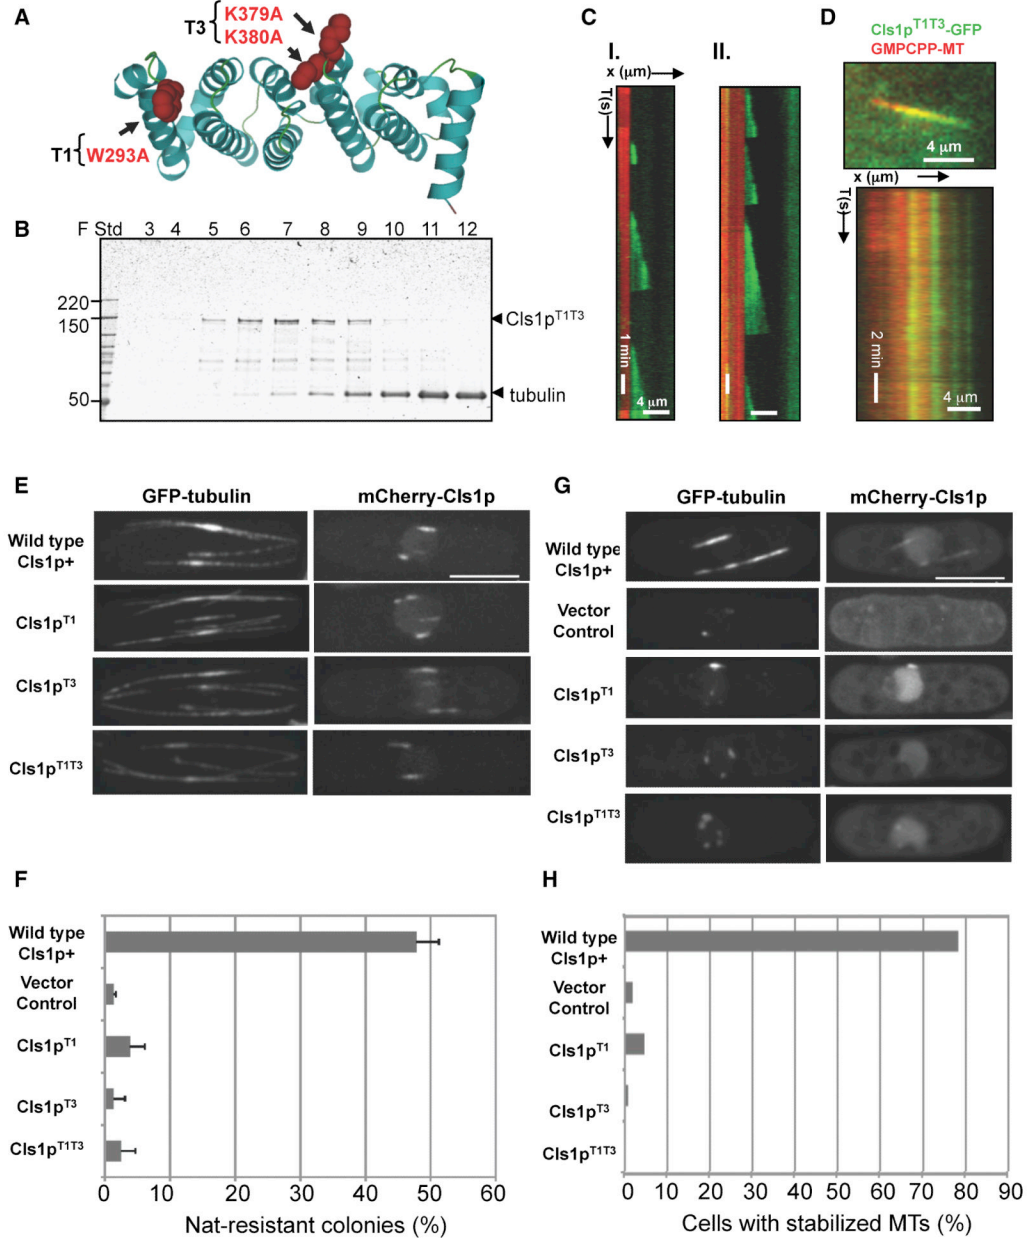 A
T3
K379A
K380A
T1
W293A
B
F Std 3 4 5 6 7 8 9 10 11 12
220
150
50
Cls1pT1T3
tubulin
C
I.
II.
x (μm)
T(s)
1 min
4 μm
D
Cls1pT1T3-GFP
GMPCPP-MT
4 μm
x (μm)
T(s)
2 min
4 μm
E
GFP-tubulin mCherry-Cls1p
Wild type
Cls1p+
Cls1pT1
Cls1pT3
Cls1pT1T3
G
GFP-tubulin mCherry-Cls1p
Wild type
Cls1p+
Vector
Control
Cls1pT1
Cls1pT3
Cls1pT1T3
F
Wild type
Cls1p+
Vector
Control
Cls1pT1
Cls1pT3
Cls1pT1T3
0 10 20 30 40 50 60
Nat-resistant colonies (%)
H
Wild type
Cls1p+
Vector
Control
Cls1pT1
Cls1pT3
Cls1pT1T3
0 10 20 30 40 50 60 70 80 90
Cells with stabilized MTs (%)